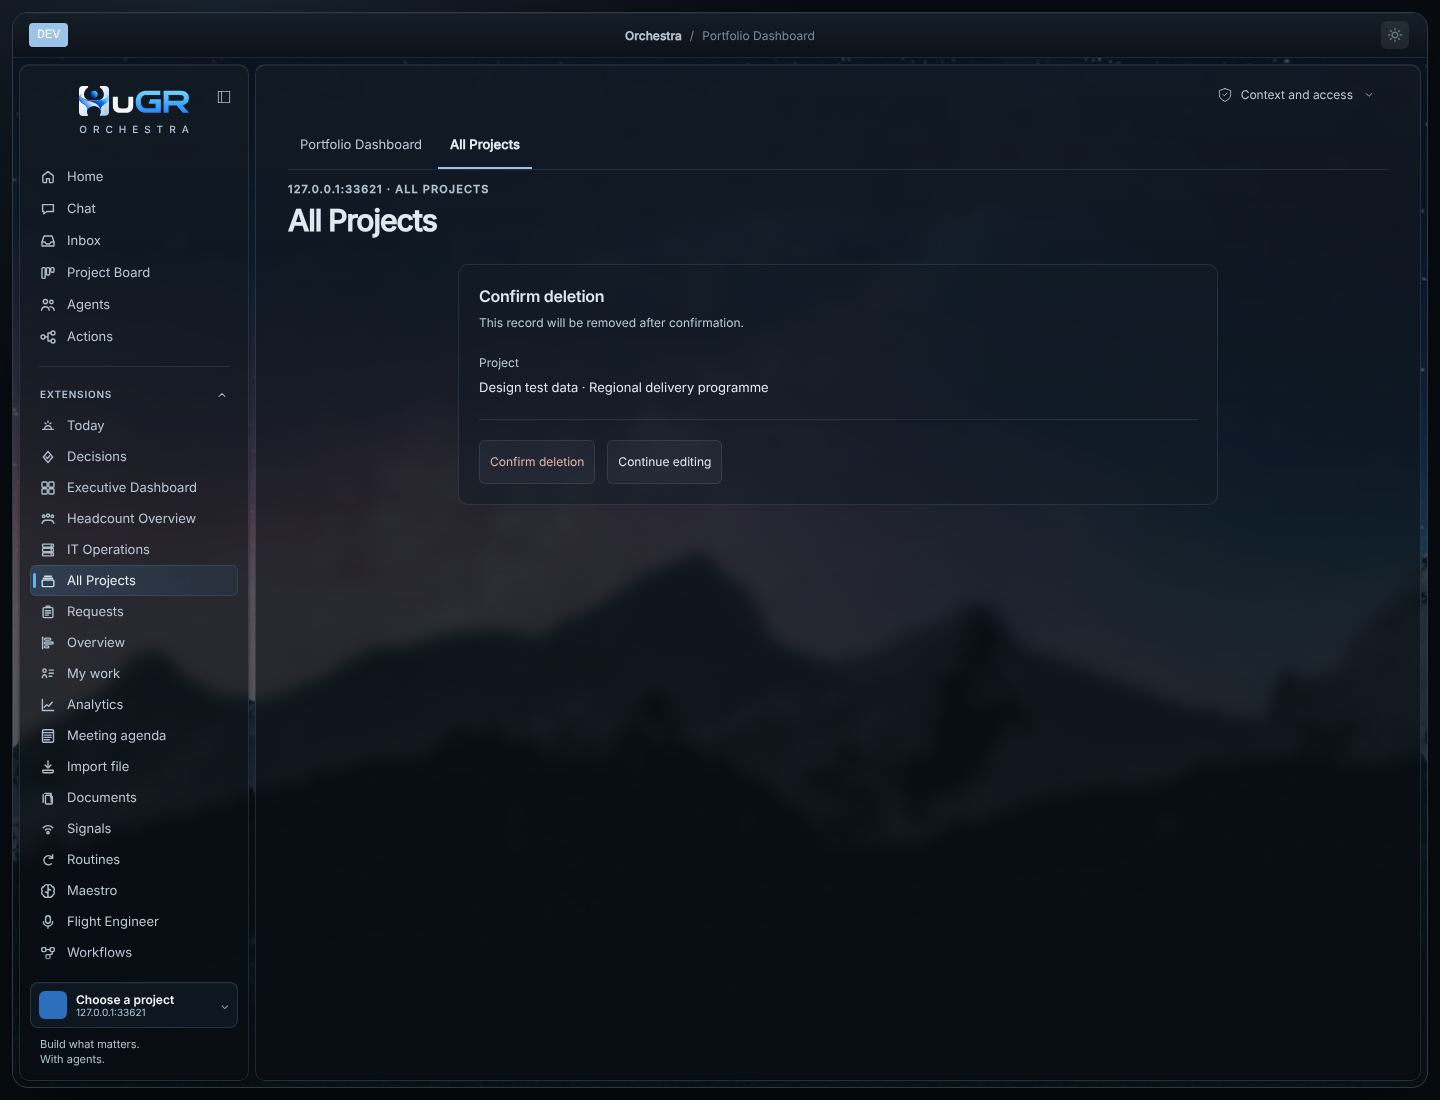 DEV
Orchestra / Portfolio Dashboard
HuGR
ORCHESTRA
Context and access
Home
Chat
Inbox
Project Board
Agents
Actions
EXTENSIONS
Today
Decisions
Executive Dashboard
Headcount Overview
IT Operations
All Projects
Requests
Overview
My work
Analytics
Meeting agenda
Import file
Documents
Signals
Routines
Maestro
Flight Engineer
Workflows
Choose a project
127.0.0.1:33621
Build what matters.
With agents.
Portfolio Dashboard All Projects
127.0.0.1:33621 · ALL PROJECTS
All Projects
Confirm deletion
This record will be removed after confirmation.
Project
Design test data · Regional delivery programme
Confirm deletion Continue editing